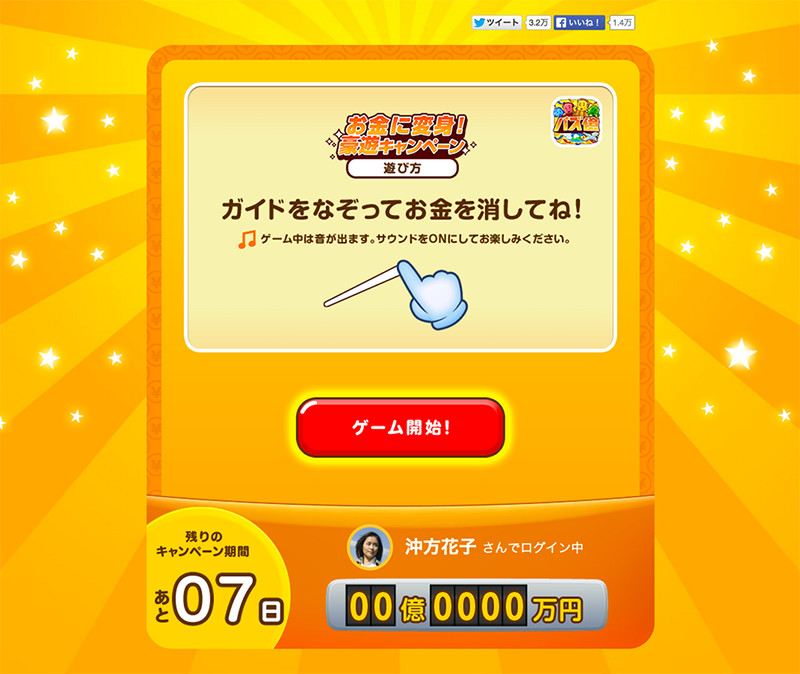 ツイート 3.2万 いいね! 1.4万
お金に変身!
豪遊キャンペーン
遊び方
パズ億
ガイドをなぞってお金を消してね!
ゲーム中は音が出ます。サウンドをONにしてお楽しみください。
ゲーム開始!
残りの
キャンペーン期間
あと07日
沖方花子 さんでログイン中
00億0000万円